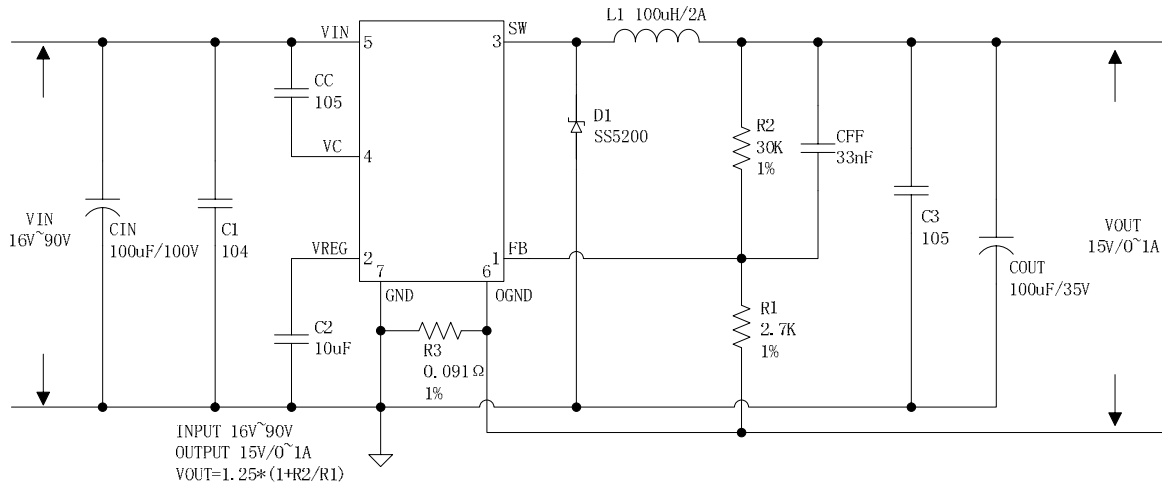 L1 100uH/2A
VIN
5
SW
3
CC
105
VC
4
D1
SS5200
R2
30K
1%
CFF
33nF
VIN
16V~90V
CIN
100uF/100V
C1
104
VREG
2
7
GND
6
OGND
FB
1
C3
105
COUT
100uF/35V
VOUT
15V/0~1A
C2
10uF
R3
0.091Ω
1%
R1
2.7K
1%
INPUT 16V~90V
OUTPUT 15V/0~1A
VOUT=1.25*(1+R2/R1)